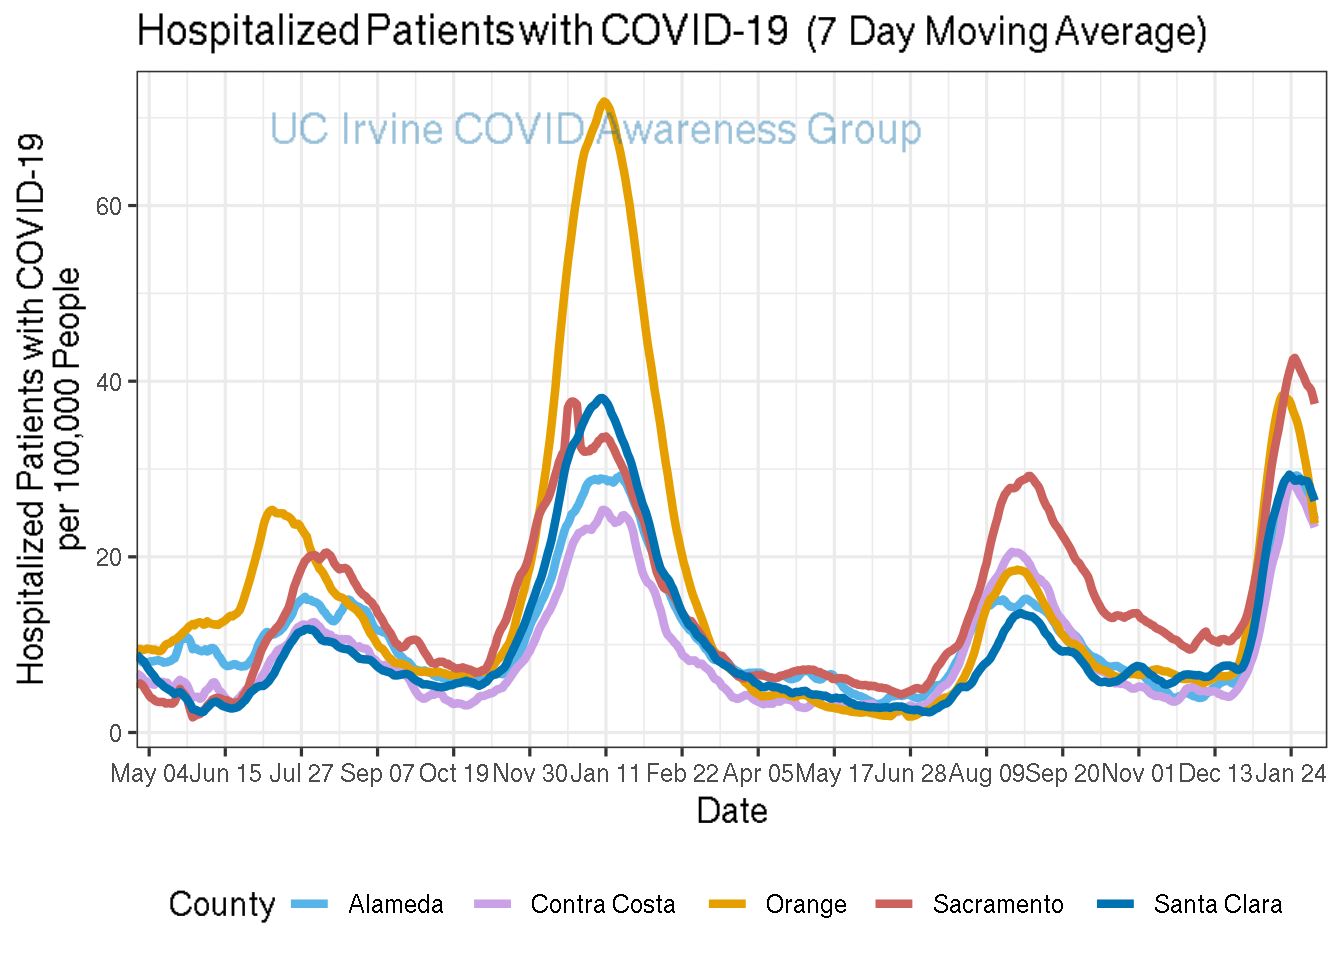 Hospitalized Patients with COVID-19 (7 Day Moving Average)
UC Irvine COVID Awareness Group
Hospitalized Patients with COVID-19
per 100,000 People
60
40
20
0
May 04 Jun 15 Jul 27 Sep 07 Oct 19 Nov 30 Jan 11 Feb 22 Apr 05 May 17 Jun 28 Aug 09 Sep 20 Nov 01 Dec 13 Jan 24
Date
County Alameda Contra Costa Orange Sacramento Santa Clara